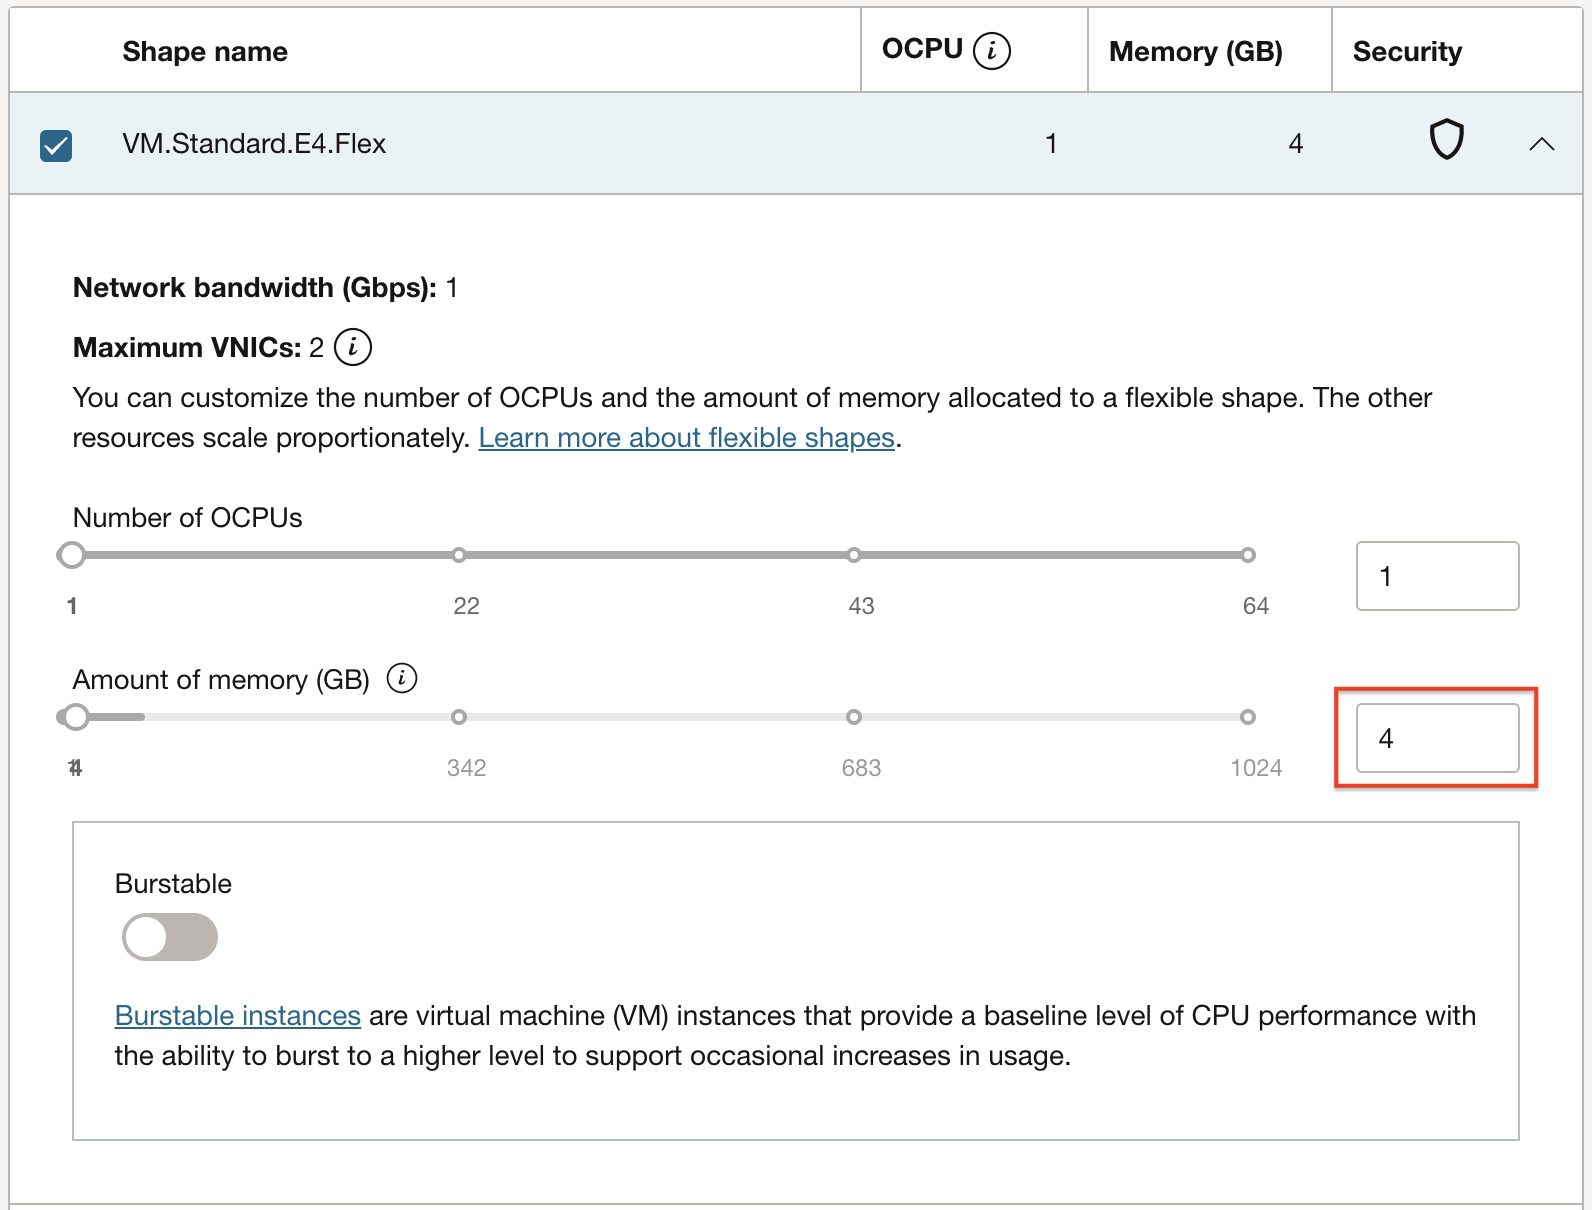 Shape name OCPU i Memory (GB) Security
VM.Standard.E4.Flex 1 4
Network bandwidth (Gbps): 1
Maximum VNICs: 2 i
You can customize the number of OCPUs and the amount of memory allocated to a flexible shape. The other
resources scale proportionately. Learn more about flexible shapes.
Number of OCPUs
1
1 22 43 64
Amount of memory (GB) i
4
4 342 683 1024
Burstable
Burstable instances are virtual machine (VM) instances that provide a baseline level of CPU performance with
the ability to burst to a higher level to support occasional increases in usage.